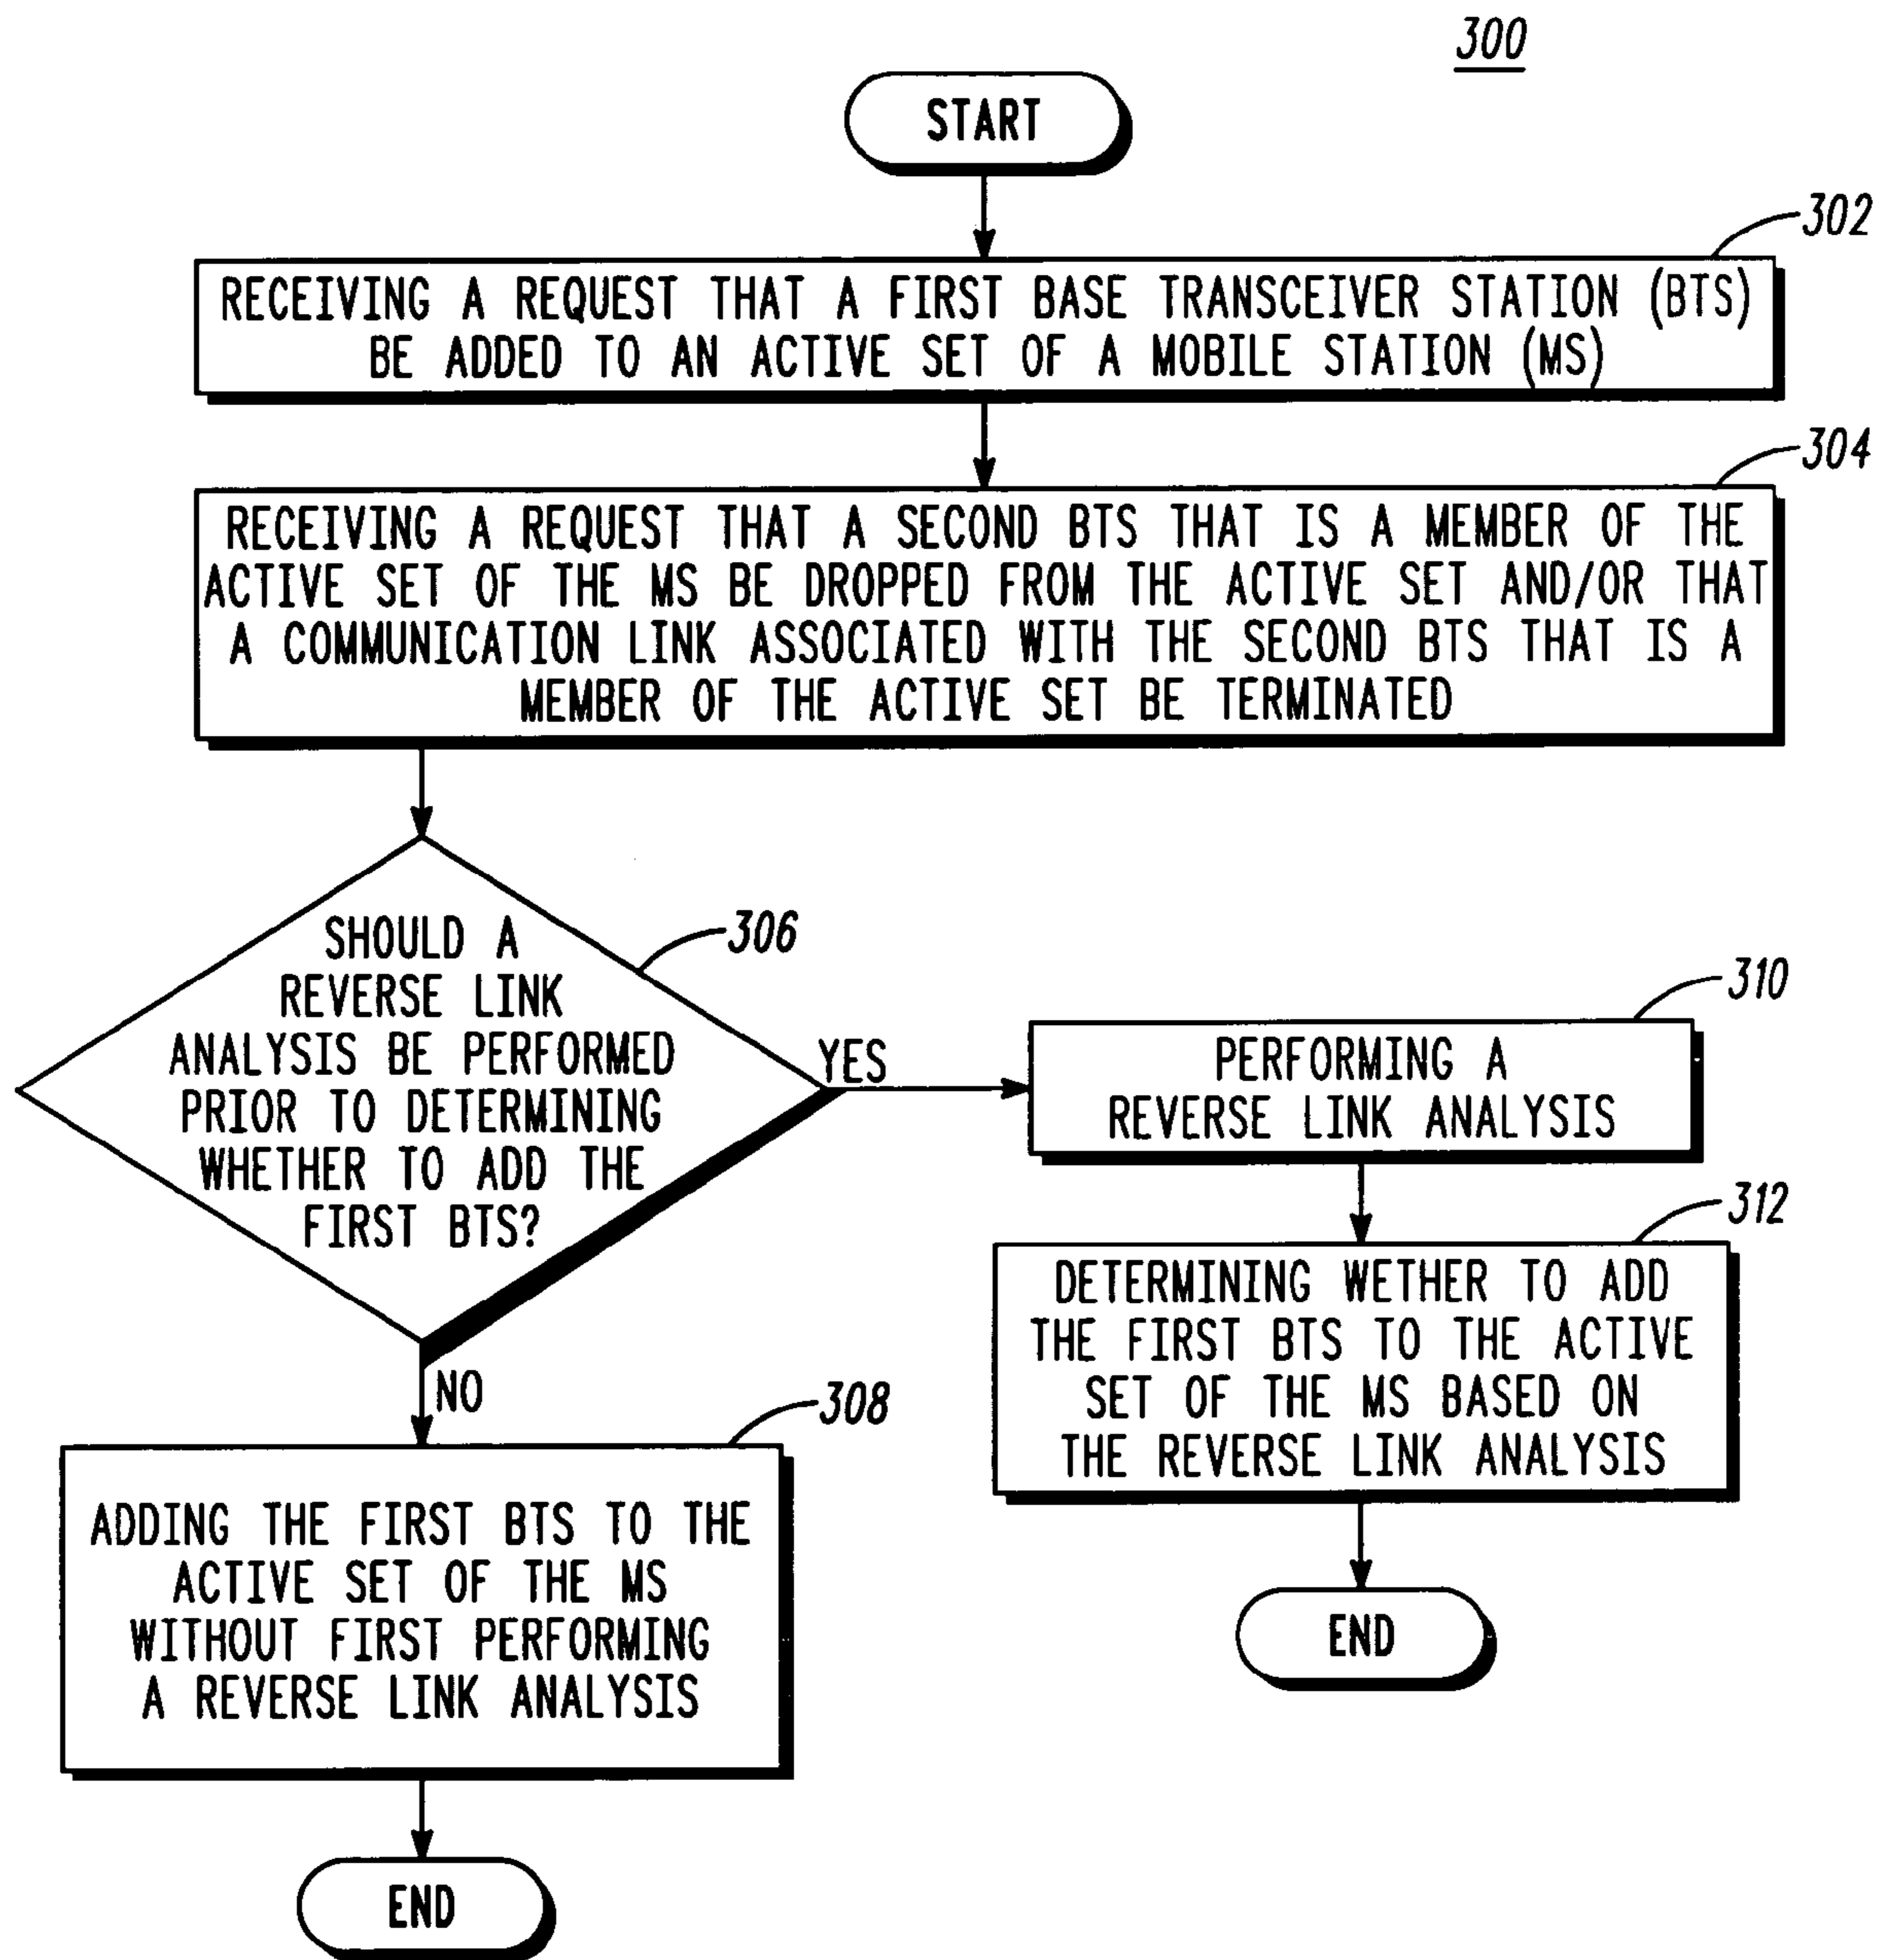 300
START
302
RECEIVING A REQUEST THAT A FIRST BASE TRANSCEIVER STATION (BTS)
BE ADDED TO AN ACTIVE SET OF A MOBILE STATION (MS)
304
RECEIVING A REQUEST THAT A SECOND BTS THAT IS A MEMBER OF THE
ACTIVE SET OF THE MS BE DROPPED FROM THE ACTIVE SET AND/OR THAT
A COMMUNICATION LINK ASSOCIATED WITH THE SECOND BTS THAT IS A
MEMBER OF THE ACTIVE SET BE TERMINATED
306
SHOULD A
REVERSE LINK
ANALYSIS BE PERFORMED
PRIOR TO DETERMINING
WHETHER TO ADD THE
FIRST BTS?
YES
310
PERFORMING A
REVERSE LINK ANALYSIS
312
DETERMINING WETHER TO ADD
THE FIRST BTS TO THE ACTIVE
SET OF THE MS BASED ON
THE REVERSE LINK ANALYSIS
END
NO
308
ADDING THE FIRST BTS TO THE
ACTIVE SET OF THE MS
WITHOUT FIRST PERFORMING
A REVERSE LINK ANALYSIS
END